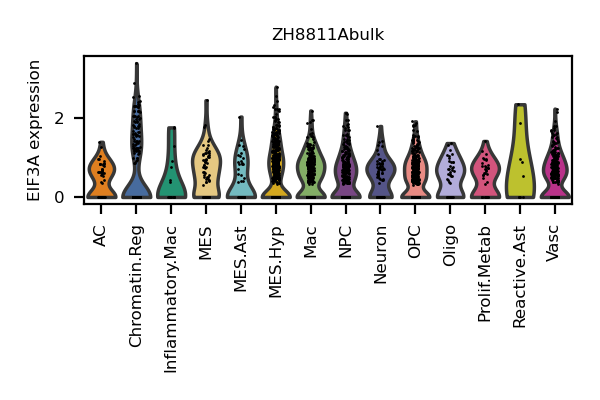 ZH8811Abulk
EIF3A expression
2
0
AC
Chromatin.Reg
Inflammatory.Mac
MES
MES.Ast
MES.Hyp
Mac
NPC
Neuron
OPC
Oligo
Prolif.Metab
Reactive.Ast
Vasc